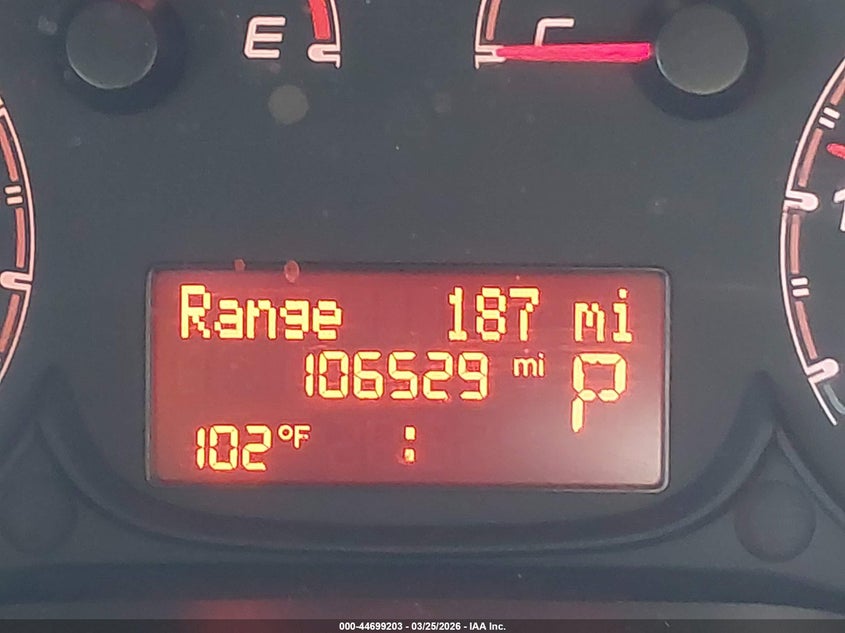 E C
Range 187 mi
106529 mi P
102°F :
000-44699203 - 03/25/2026 - IAA Inc.